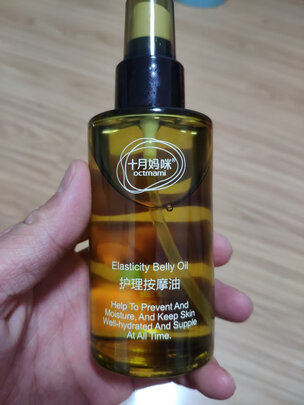 十月妈咪®
octmami
Elasticity Belly Oil
护理按摩油
Help To Prevent And
Moisture, And Keep Skin
Well-hydrated And Supple
At All Time.